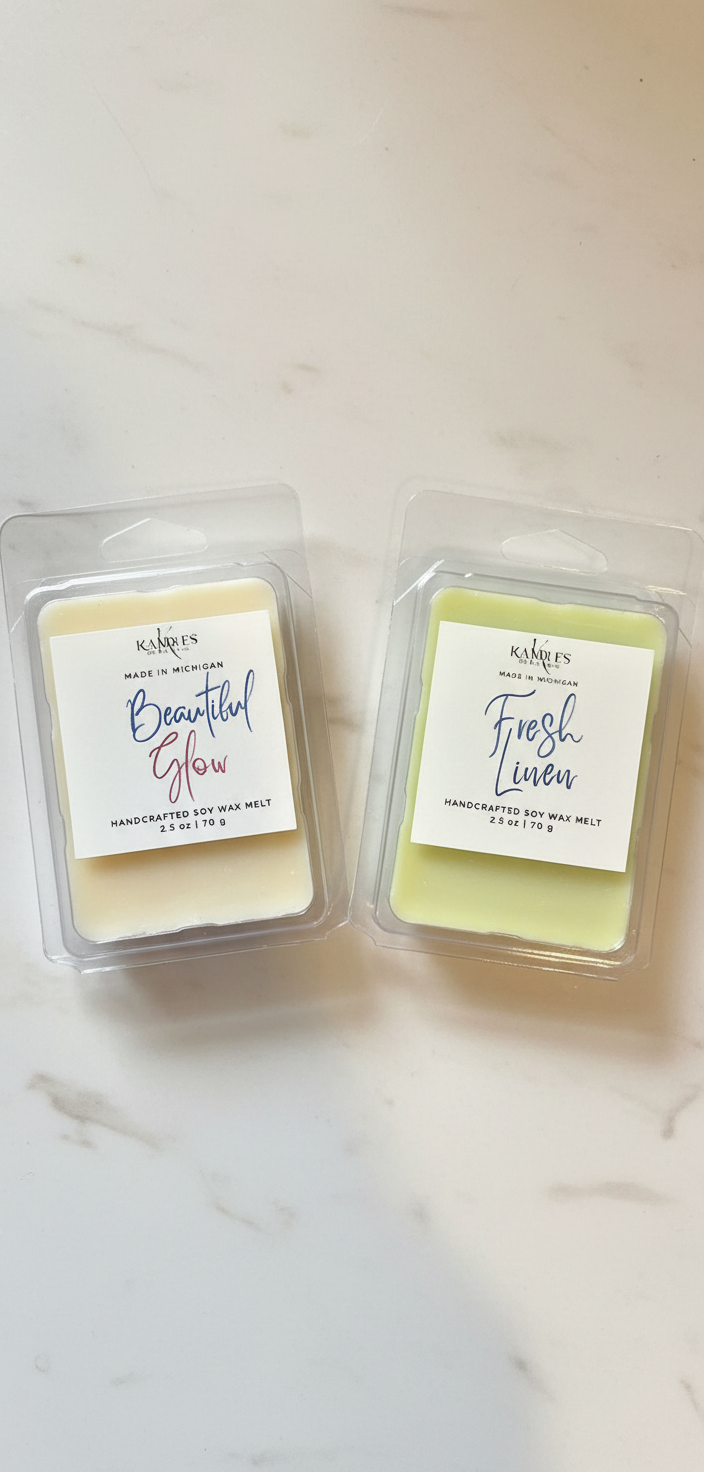 KANDLES
MADE IN MICHIGAN
Beautiful
Glow
HANDCRAFTED SOY WAX MELT
2.5 oz | 70 g
KANDLES
MADE IN MICHIGAN
Fresh
Linen
HANDCRAFTED SOY WAX MELT
2.5 oz | 70 g